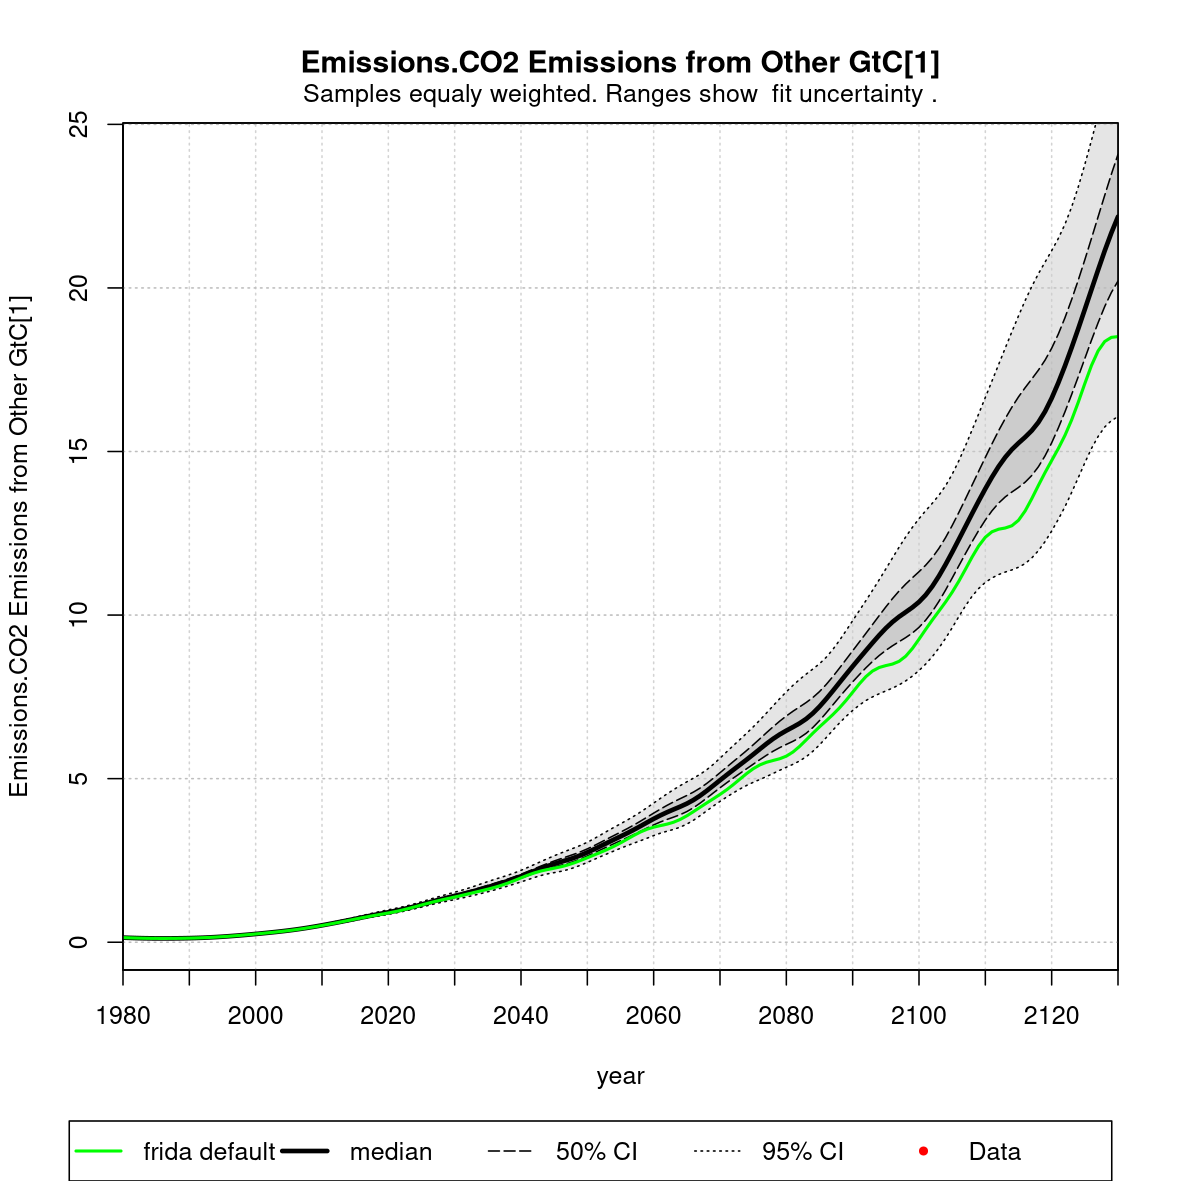 Emissions.CO2 Emissions from Other GtC[1]
Samples equaly weighted. Ranges show  fit uncertainty .
Emissions.CO2 Emissions from Other GtC[1]
25
20
15
10
5
0
1980 2000 2020 2040 2060 2080 2100 2120
year
frida default median 50% CI 95% CI Data